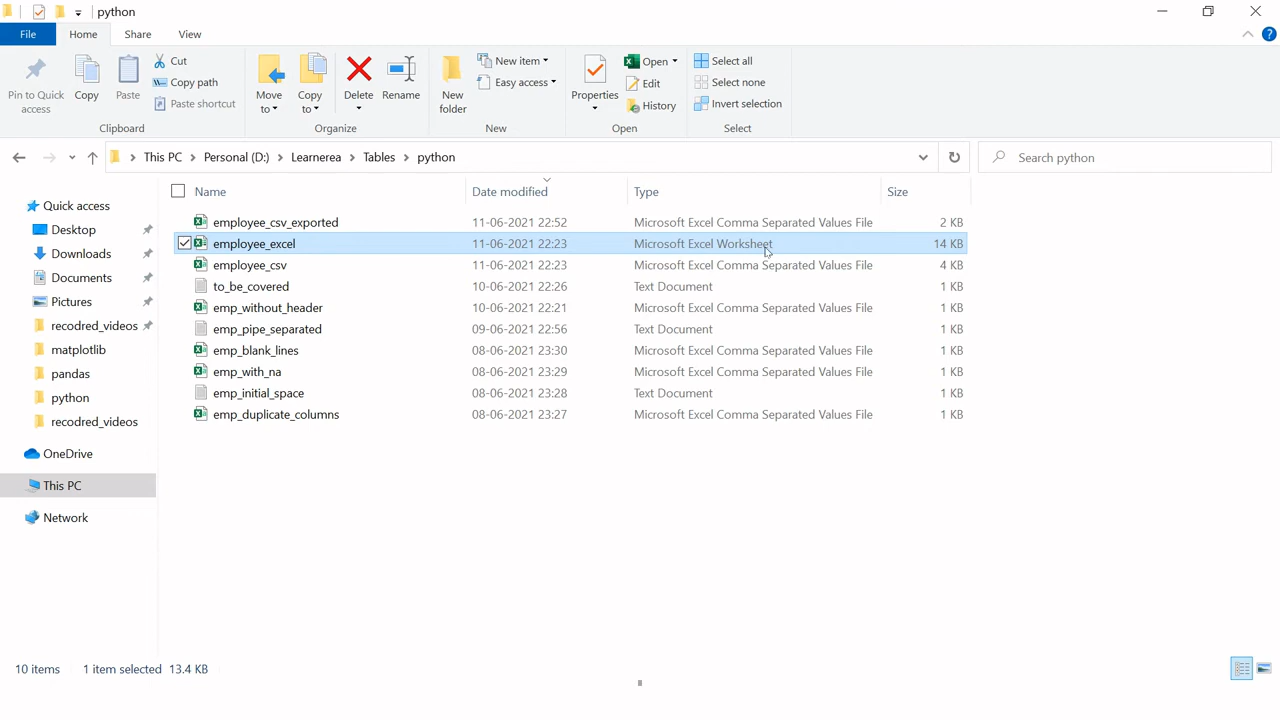 python
File Home Share View
Pin to Quick access
Copy
Paste
Cut
Copy path
Paste shortcut
Clipboard
Move to
Copy to
Delete
Rename
Organize
New folder
New item
Easy access
New
Properties
Open
Edit
History
Open
Select all
Select none
Invert selection
Select
This PC > Personal (D:) > Learnerea > Tables > python
Search python
Quick access
Desktop
Downloads
Documents
Pictures
recodred_videos
matplotlib
pandas
python
recodred_videos
OneDrive
This PC
Network
Name Date modified Type Size
employee_csv_exported 11-06-2021 22:52 Microsoft Excel Comma Separated Values File 2 KB
employee_excel 11-06-2021 22:23 Microsoft Excel Worksheet 14 KB
employee_csv 11-06-2021 22:23 Microsoft Excel Comma Separated Values File 4 KB
to_be_covered 10-06-2021 22:26 Text Document 1 KB
emp_without_header 10-06-2021 22:21 Microsoft Excel Comma Separated Values File 1 KB
emp_pipe_separated 09-06-2021 22:56 Text Document 1 KB
emp_blank_lines 08-06-2021 23:30 Microsoft Excel Comma Separated Values File 1 KB
emp_with_na 08-06-2021 23:29 Microsoft Excel Comma Separated Values File 1 KB
emp_initial_space 08-06-2021 23:28 Text Document 1 KB
emp_duplicate_columns 08-06-2021 23:27 Microsoft Excel Comma Separated Values File 1 KB
10 items 1 item selected 13.4 KB